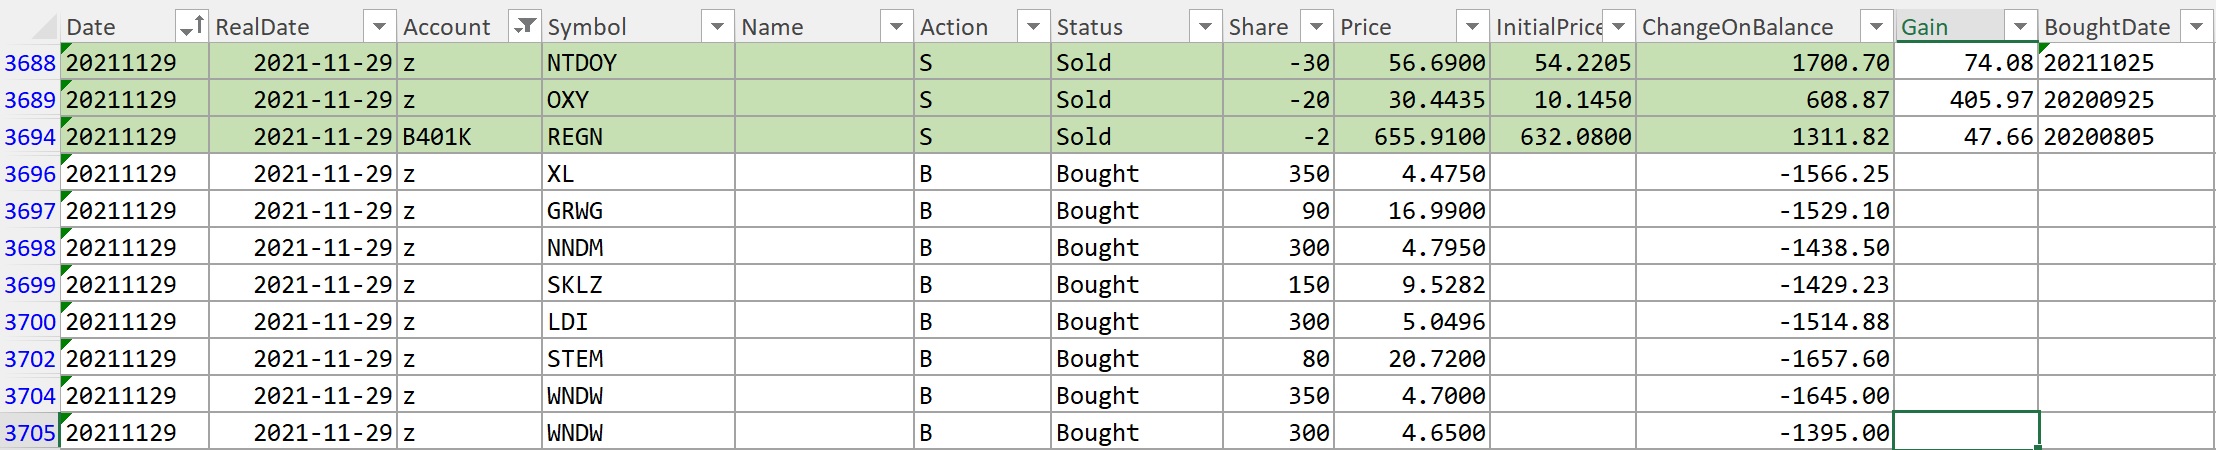 Date RealDate Account Symbol Name Action Status Share Price InitialPrice ChangeOnBalance Gain BoughtDate
3688 20211129 2021-11-29 z NTDOY S Sold -30 56.6900 54.2205 1700.70 74.08 20211025
3689 20211129 2021-11-29 z OXY S Sold -20 30.4435 10.1450 608.87 405.97 20200925
3694 20211129 2021-11-29 B401K REGN S Sold -2 655.9100 632.0800 1311.82 47.66 20200805
3696 20211129 2021-11-29 z XL B Bought 350 4.4750 -1566.25
3697 20211129 2021-11-29 z GRWG B Bought 90 16.9900 -1529.10
3698 20211129 2021-11-29 z NNDM B Bought 300 4.7950 -1438.50
3699 20211129 2021-11-29 z SKLZ B Bought 150 9.5282 -1429.23
3700 20211129 2021-11-29 z LDI B Bought 300 5.0496 -1514.88
3702 20211129 2021-11-29 z STEM B Bought 80 20.7200 -1657.60
3704 20211129 2021-11-29 z WNDW B Bought 350 4.7000 -1645.00
3705 20211129 2021-11-29 z WNDW B Bought 300 4.6500 -1395.00